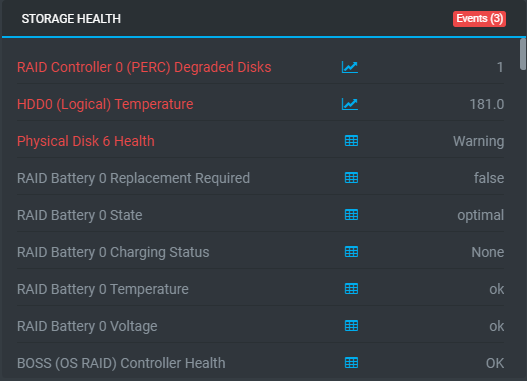 STORAGE HEALTH Events (3)
RAID Controller 0 (PERC) Degraded Disks 1
HDD0 (Logical) Temperature 181.0
Physical Disk 6 Health Warning
RAID Battery 0 Replacement Required false
RAID Battery 0 State optimal
RAID Battery 0 Charging Status None
RAID Battery 0 Temperature ok
RAID Battery 0 Voltage ok
BOSS (OS RAID) Controller Health OK